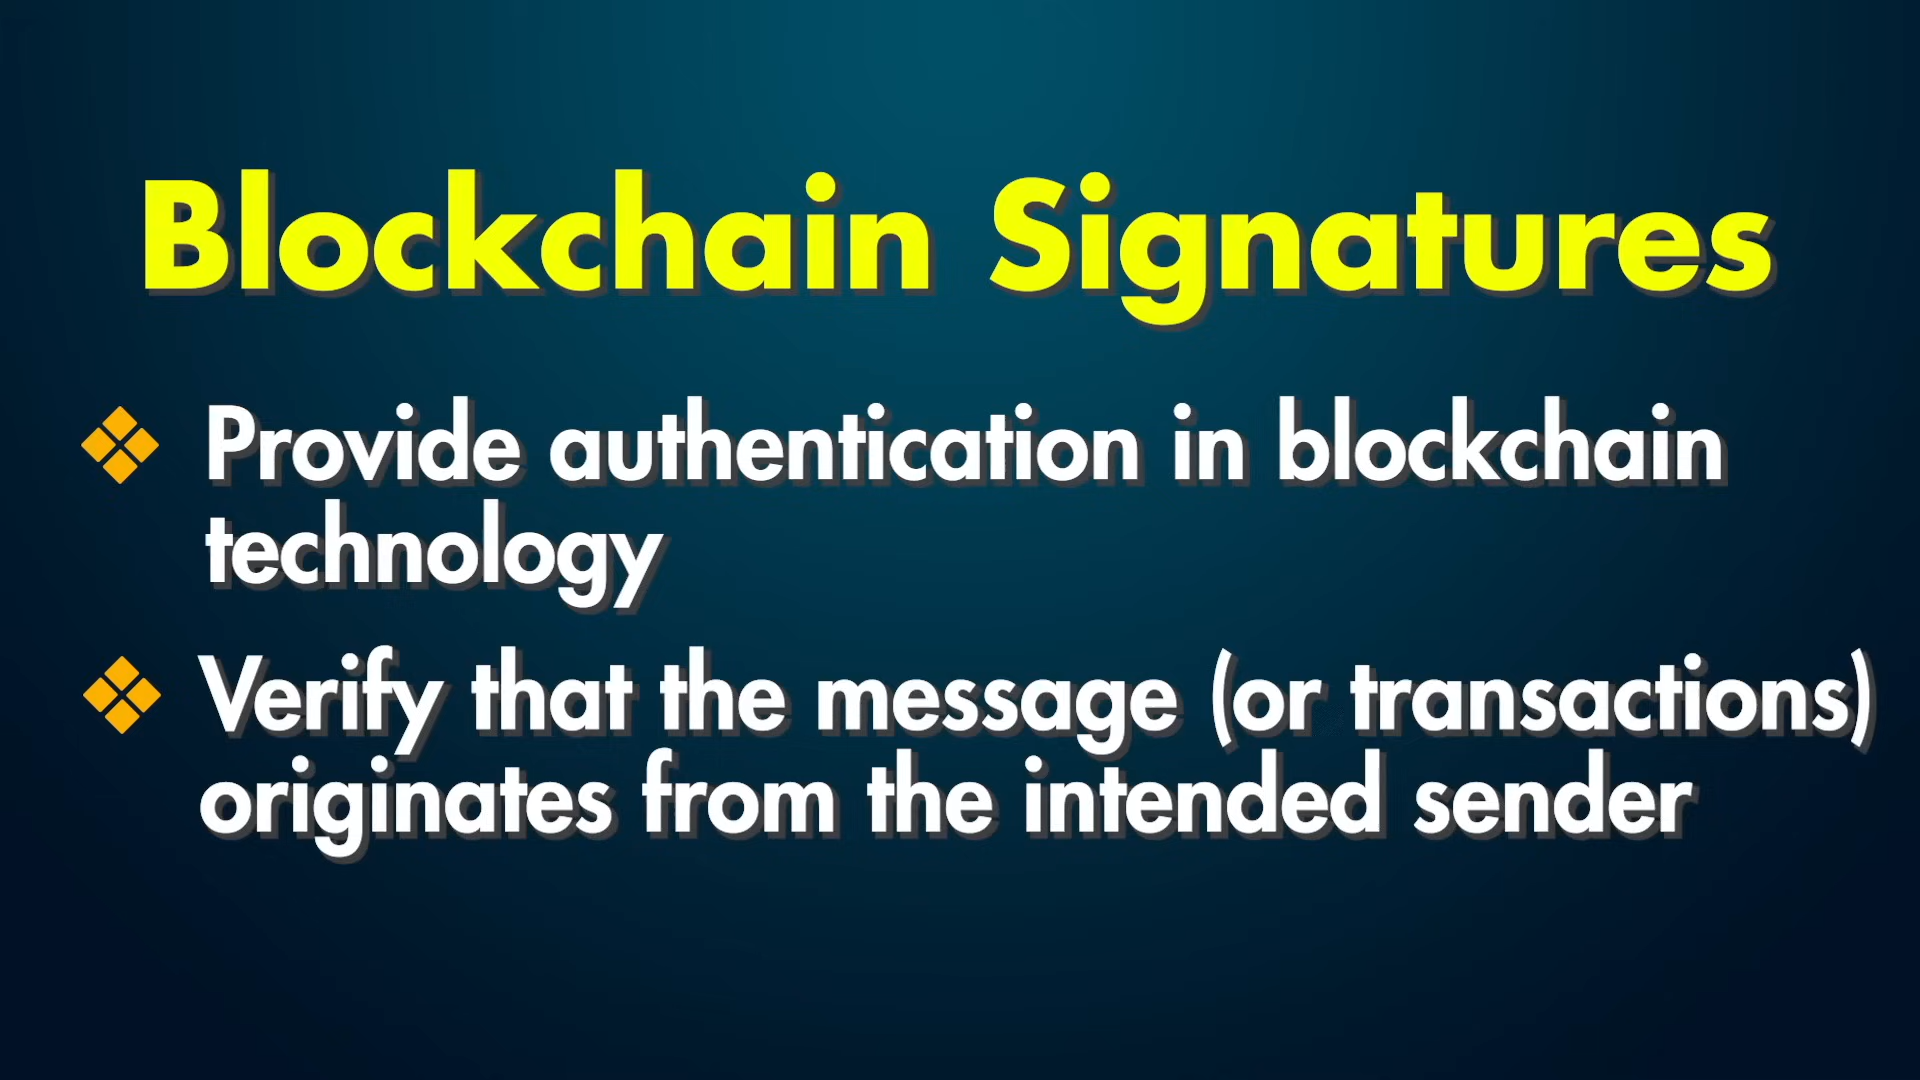 Blockchain Signatures
Provide authentication in blockchain
technology
Verify that the message (or transactions)
originates from the intended sender